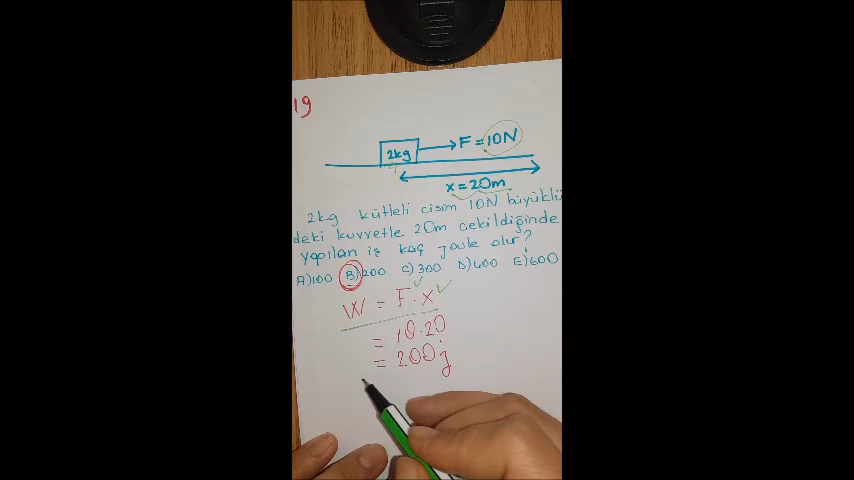 19
2kg
F = 10N
x = 20m
2kg kütleli cisim 10N büyüklü
deki kuvvetle 20m çekildiğinde
yapılan iş kaç Joule olur?
A)100 B)200 C)300 D)400 E)600
W = F · x
= 10 · 20
= 200j